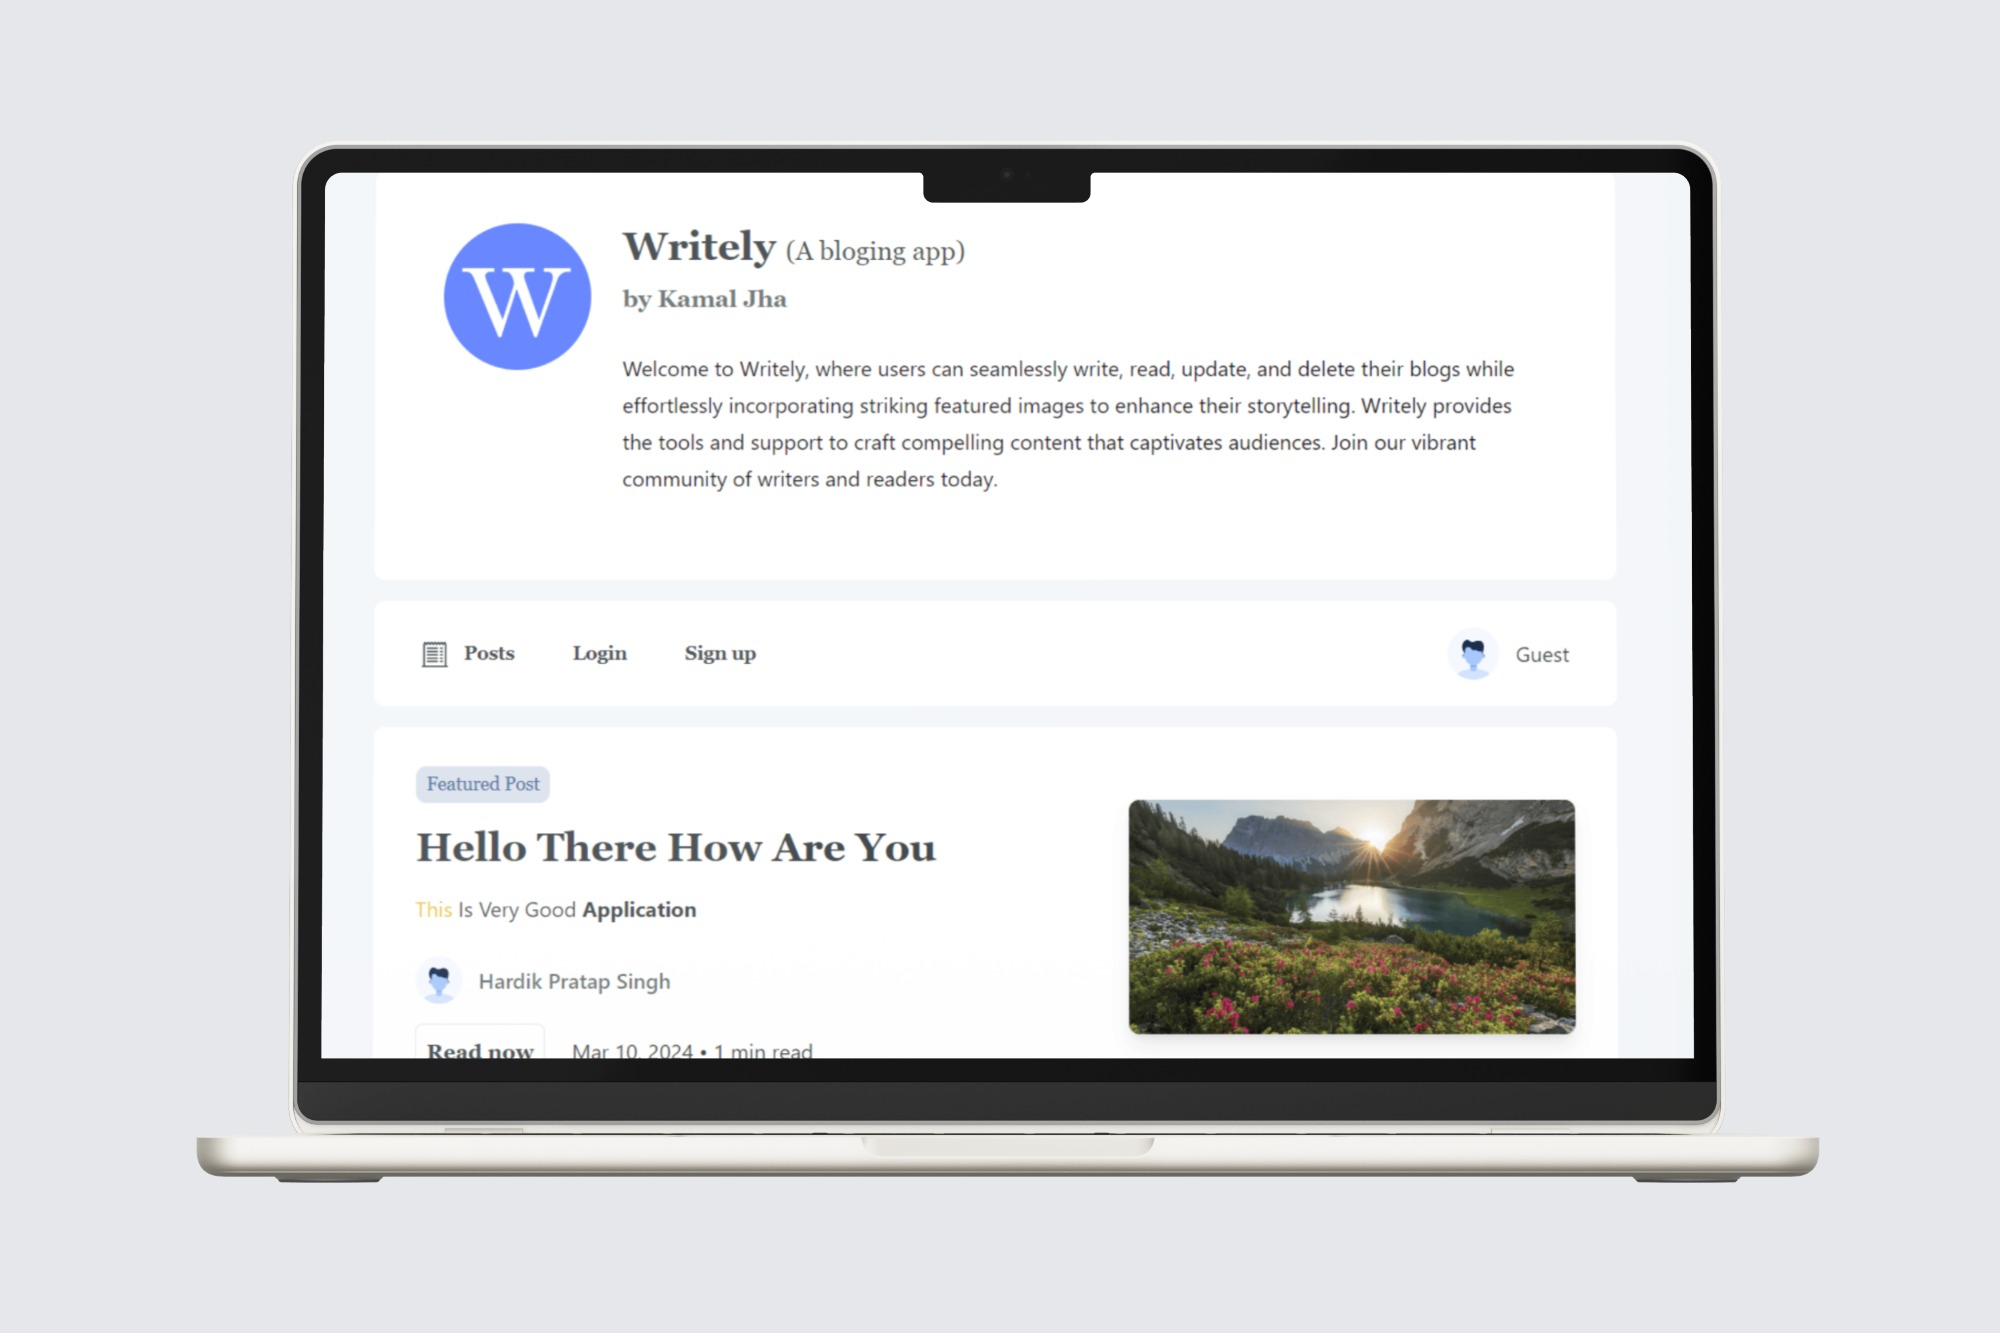 W
Writely (A bloging app)
by Kamal Jha
Welcome to Writely, where users can seamlessly write, read, update, and delete their blogs while
effortlessly incorporating striking featured images to enhance their storytelling. Writely provides
the tools and support to craft compelling content that captivates audiences. Join our vibrant
community of writers and readers today.
Posts Login Sign up Guest
Featured Post
Hello There How Are You
This Is Very Good Application
Hardik Pratap Singh
Read now Mar 10, 2024 • 1 min read